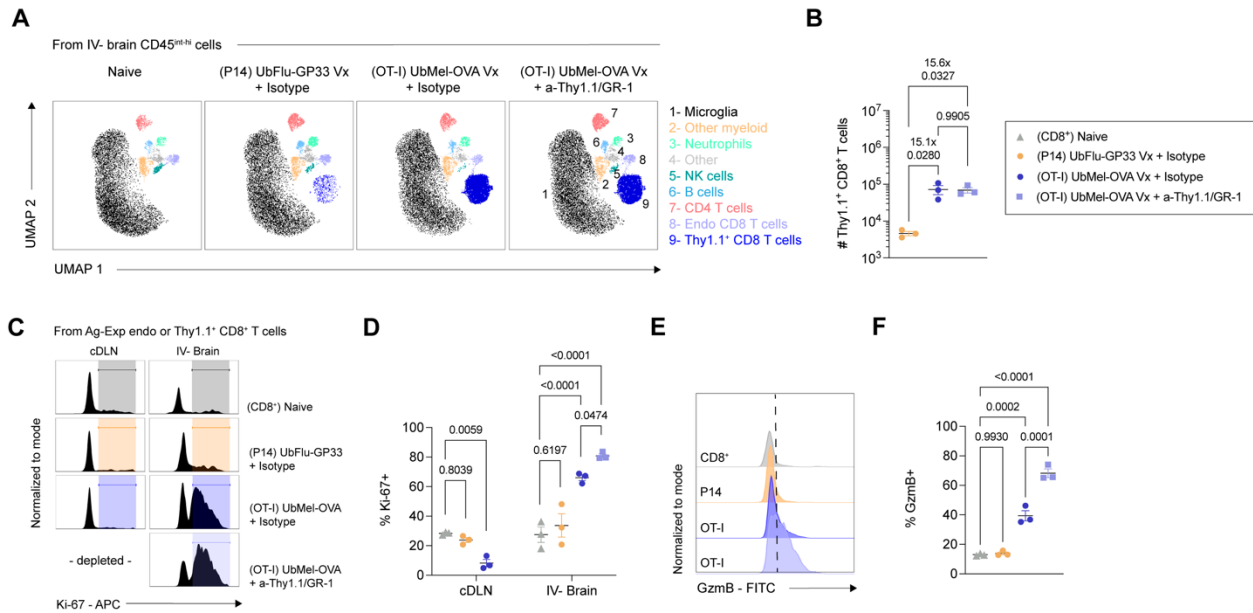 A
From IV- brain CD45int-hi cells
Naive
(P14) UbFlu-GP33 Vx
+ Isotype
(OT-I) UbMel-OVA Vx
+ Isotype
(OT-I) UbMel-OVA Vx
+ a-Thy1.1/GR-1
UMAP 2
UMAP 1
7
3
6
4
8
5
2
1
9
1- Microglia
2- Other myeloid
3- Neutrophils
4- Other
5- NK cells
6- B cells
7- CD4 T cells
8- Endo CD8 T cells
9- Thy1.1+ CD8 T cells
B
15.6x
0.0327
0.9905
15.1x
0.0280
# Thy1.1+ CD8+ T cells
10^7
10^6
10^5
10^4
10^3
(CD8+) Naive
(P14) UbFlu-GP33 Vx + Isotype
(OT-I) UbMel-OVA Vx + Isotype
(OT-I) UbMel-OVA Vx + a-Thy1.1/GR-1
C
From Ag-Exp endo or Thy1.1+ CD8+ T cells
cDLN
IV- Brain
Normalized to mode
(CD8+) Naive
(P14) UbFlu-GP33
+ Isotype
(OT-I) UbMel-OVA
+ Isotype
- depleted -
(OT-I) UbMel-OVA
+ a-Thy1.1/GR-1
Ki-67 - APC
D
% Ki-67+
100
80
60
40
20
0
0.0059
0.8039
<0.0001
<0.0001
0.0474
0.6197
cDLN
IV- Brain
E
Normalized to mode
CD8+
P14
OT-I
OT-I
GzmB - FITC
F
% GzmB+
100
80
60
40
20
0
<0.0001
0.0002
0.9930
0.0001